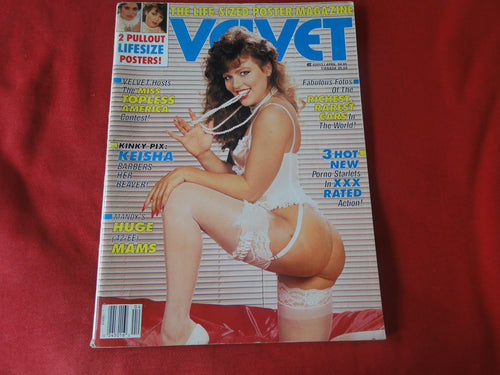 THE LIFE-SIZED POSTER MAGAZINE
VELVET
2 PULLOUT
LIFESIZE
POSTERS!
VELVET Hosts
The MISS
TOPLESS
AMERICA
Contest!
KINKY PIX:
KEISHA
BARBERS
HER
BEAVER!
MANDY'S
HUGE
MAMS
Fabulous Fotos
Of The
RICHEST,
RAREST
CARS In
The World!
3 HOT
NEW
Porno Starlets
In XXX
RATED
Action!